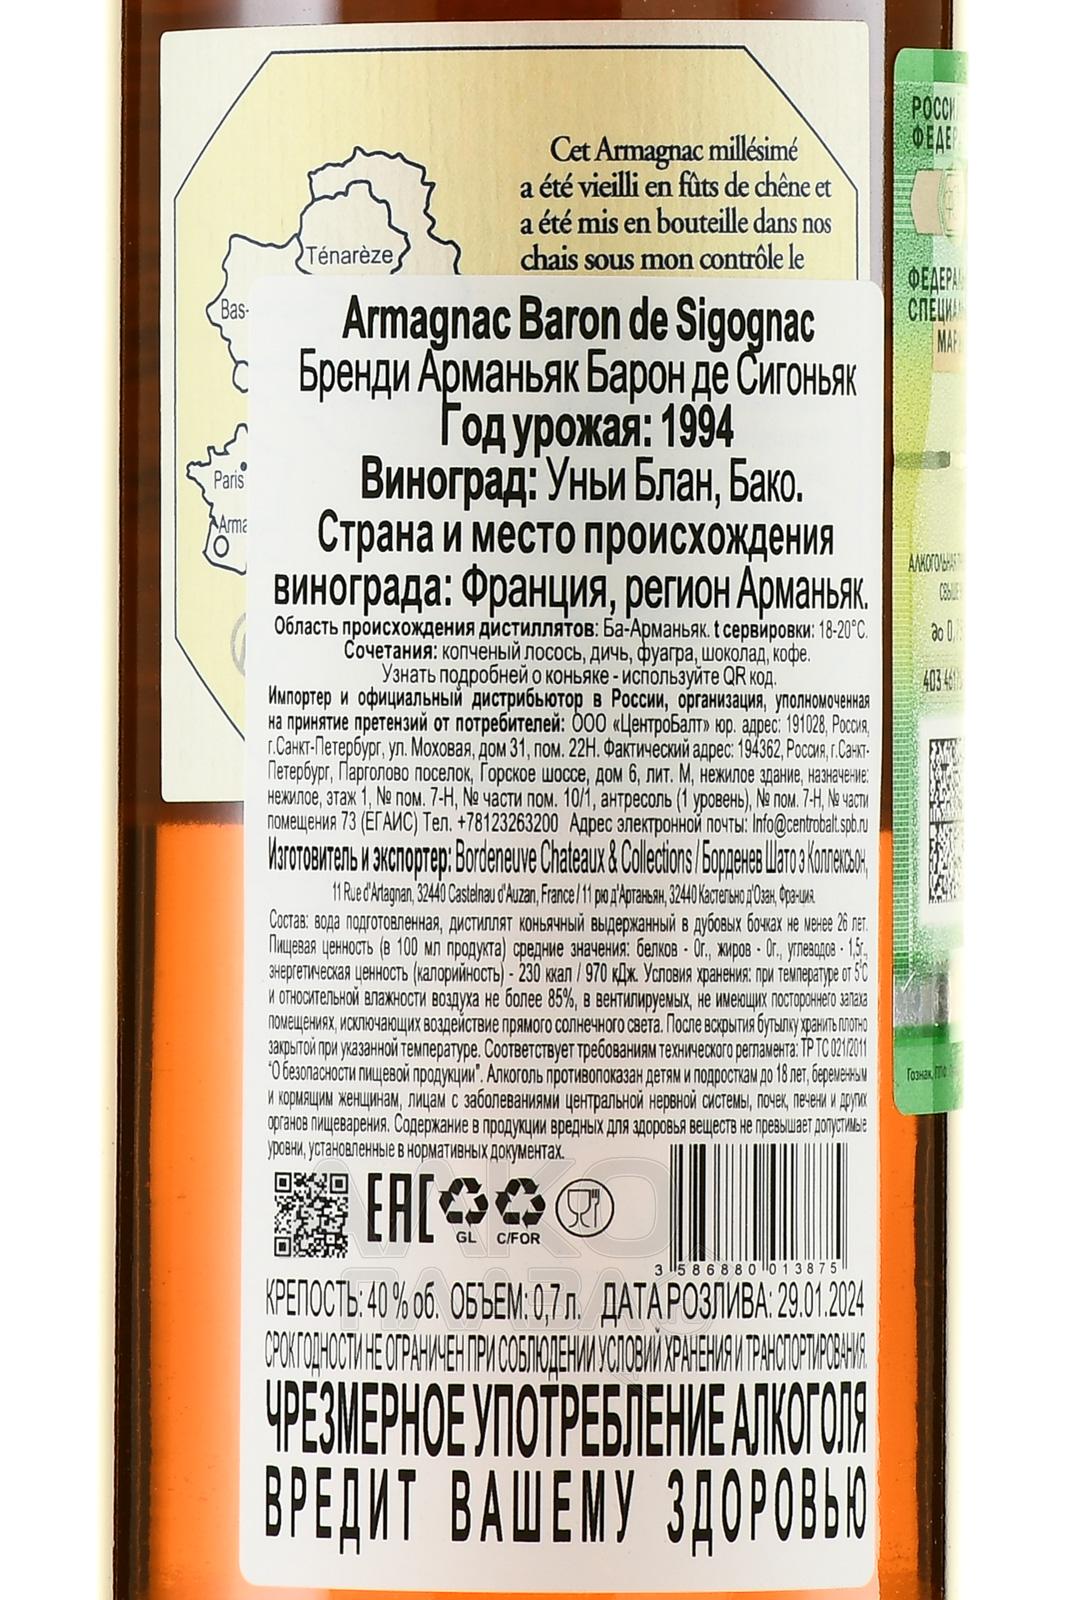 Cet Armagnac millésimé
a été vieilli en fûts de chêne et
a été mis en bouteille dans nos
chais sous mon contrôle le
Ténarèze
Bas-
Paris
Arma
Armagnac Baron de Sigognac
Бренди Арманьяк Барон де Сигоньяк
Год урожая: 1994
Виноград: Уньи Блан, Бако.
Страна и место происхождения
винограда: Франция, регион Арманьяк.
Область происхождения дистиллятов: Ба-Арманьяк. t сервировки: 18-20°С.
Сочетания: копченый лосось, дичь, фуагра, шоколад, кофе.
Узнать подробней о коньяке - используйте QR код.
Импортер и официальный дистрибьютор в России, организация, уполномоченная
на принятие претензий от потребителей: ООО «ЦентроБалт» юр. адрес: 191028, Россия,
г.Санкт-Петербург, ул. Моховая, дом 31, пом. 22Н. Фактический адрес: 194362, Россия, г.Санкт-
Петербург, Парголово поселок, Горское шоссе, дом 6, лит. М, нежилое здание, назначение:
нежилое, этаж 1, № пом. 7-Н, № части пом. 10/1, антресоль (1 уровень), № пом. 7-Н, № части
помещения 73 (ЕГАИС) Тел. +78123263200 Адрес электронной почты: Info@centrobalt.spb.ru
Изготовитель и экспортер: Bordeneuve Chateaux & Collections / Борденев Шато э Коллексьон,
11 Rue d'Artagnan, 32440 Castelnau d'Auzan, France / 11 рю д'Артаньян, 32440 Кастельно д'Озан, Франция.
Состав: вода подготовленная, дистиллят коньячный выдержанный в дубовых бочках не менее 26 лет.
Пищевая ценность (в 100 мл продукта) средние значения: белков - 0г., жиров - 0г., углеводов - 1,5г.,
энергетическая ценность (калорийность) - 230 ккал / 970 кДж. Условия хранения: при температуре от 5°С
и относительной влажности воздуха не более 85%, в вентилируемых, не имеющих постороннего запаха
помещениях, исключающих воздействие прямого солнечного света. После вскрытия бутылку хранить плотно
закрытой при указанной температуре. Соответствует требованиям технического регламента: ТР ТС 021/2011
"О безопасности пищевой продукции". Алкоголь противопоказан детям и подросткам до 18 лет, беременным
и кормящим женщинам, лицам с заболеваниями центральной нервной системы, почек, печени и других
органов пищеварения. Содержание в продукции вредных для здоровья веществ не превышает допустимые
уровни, установленные в нормативных документах.
EAC
GL C/FOR
3 586880 013875
КРЕПОСТЬ: 40 % об. ОБЪЕМ: 0,7 л. ДАТА РОЗЛИВА: 29.01.2024
СРОК ГОДНОСТИ НЕ ОГРАНИЧЕН ПРИ СОБЛЮДЕНИИ УСЛОВИЙ ХРАНЕНИЯ И ТРАНСПОРТИРОВАНИЯ.
ЧРЕЗМЕРНОЕ УПОТРЕБЛЕНИЕ АЛКОГОЛЯ
ВРЕДИТ ВАШЕМУ ЗДОРОВЬЮ
РОССИ
ФЕДЕР
ФЕДЕРА
СПЕЦИАЛ
МАР
АЛКОГОЛЬНАЯ
СВЫШЕ
до 0,75
Гознак,